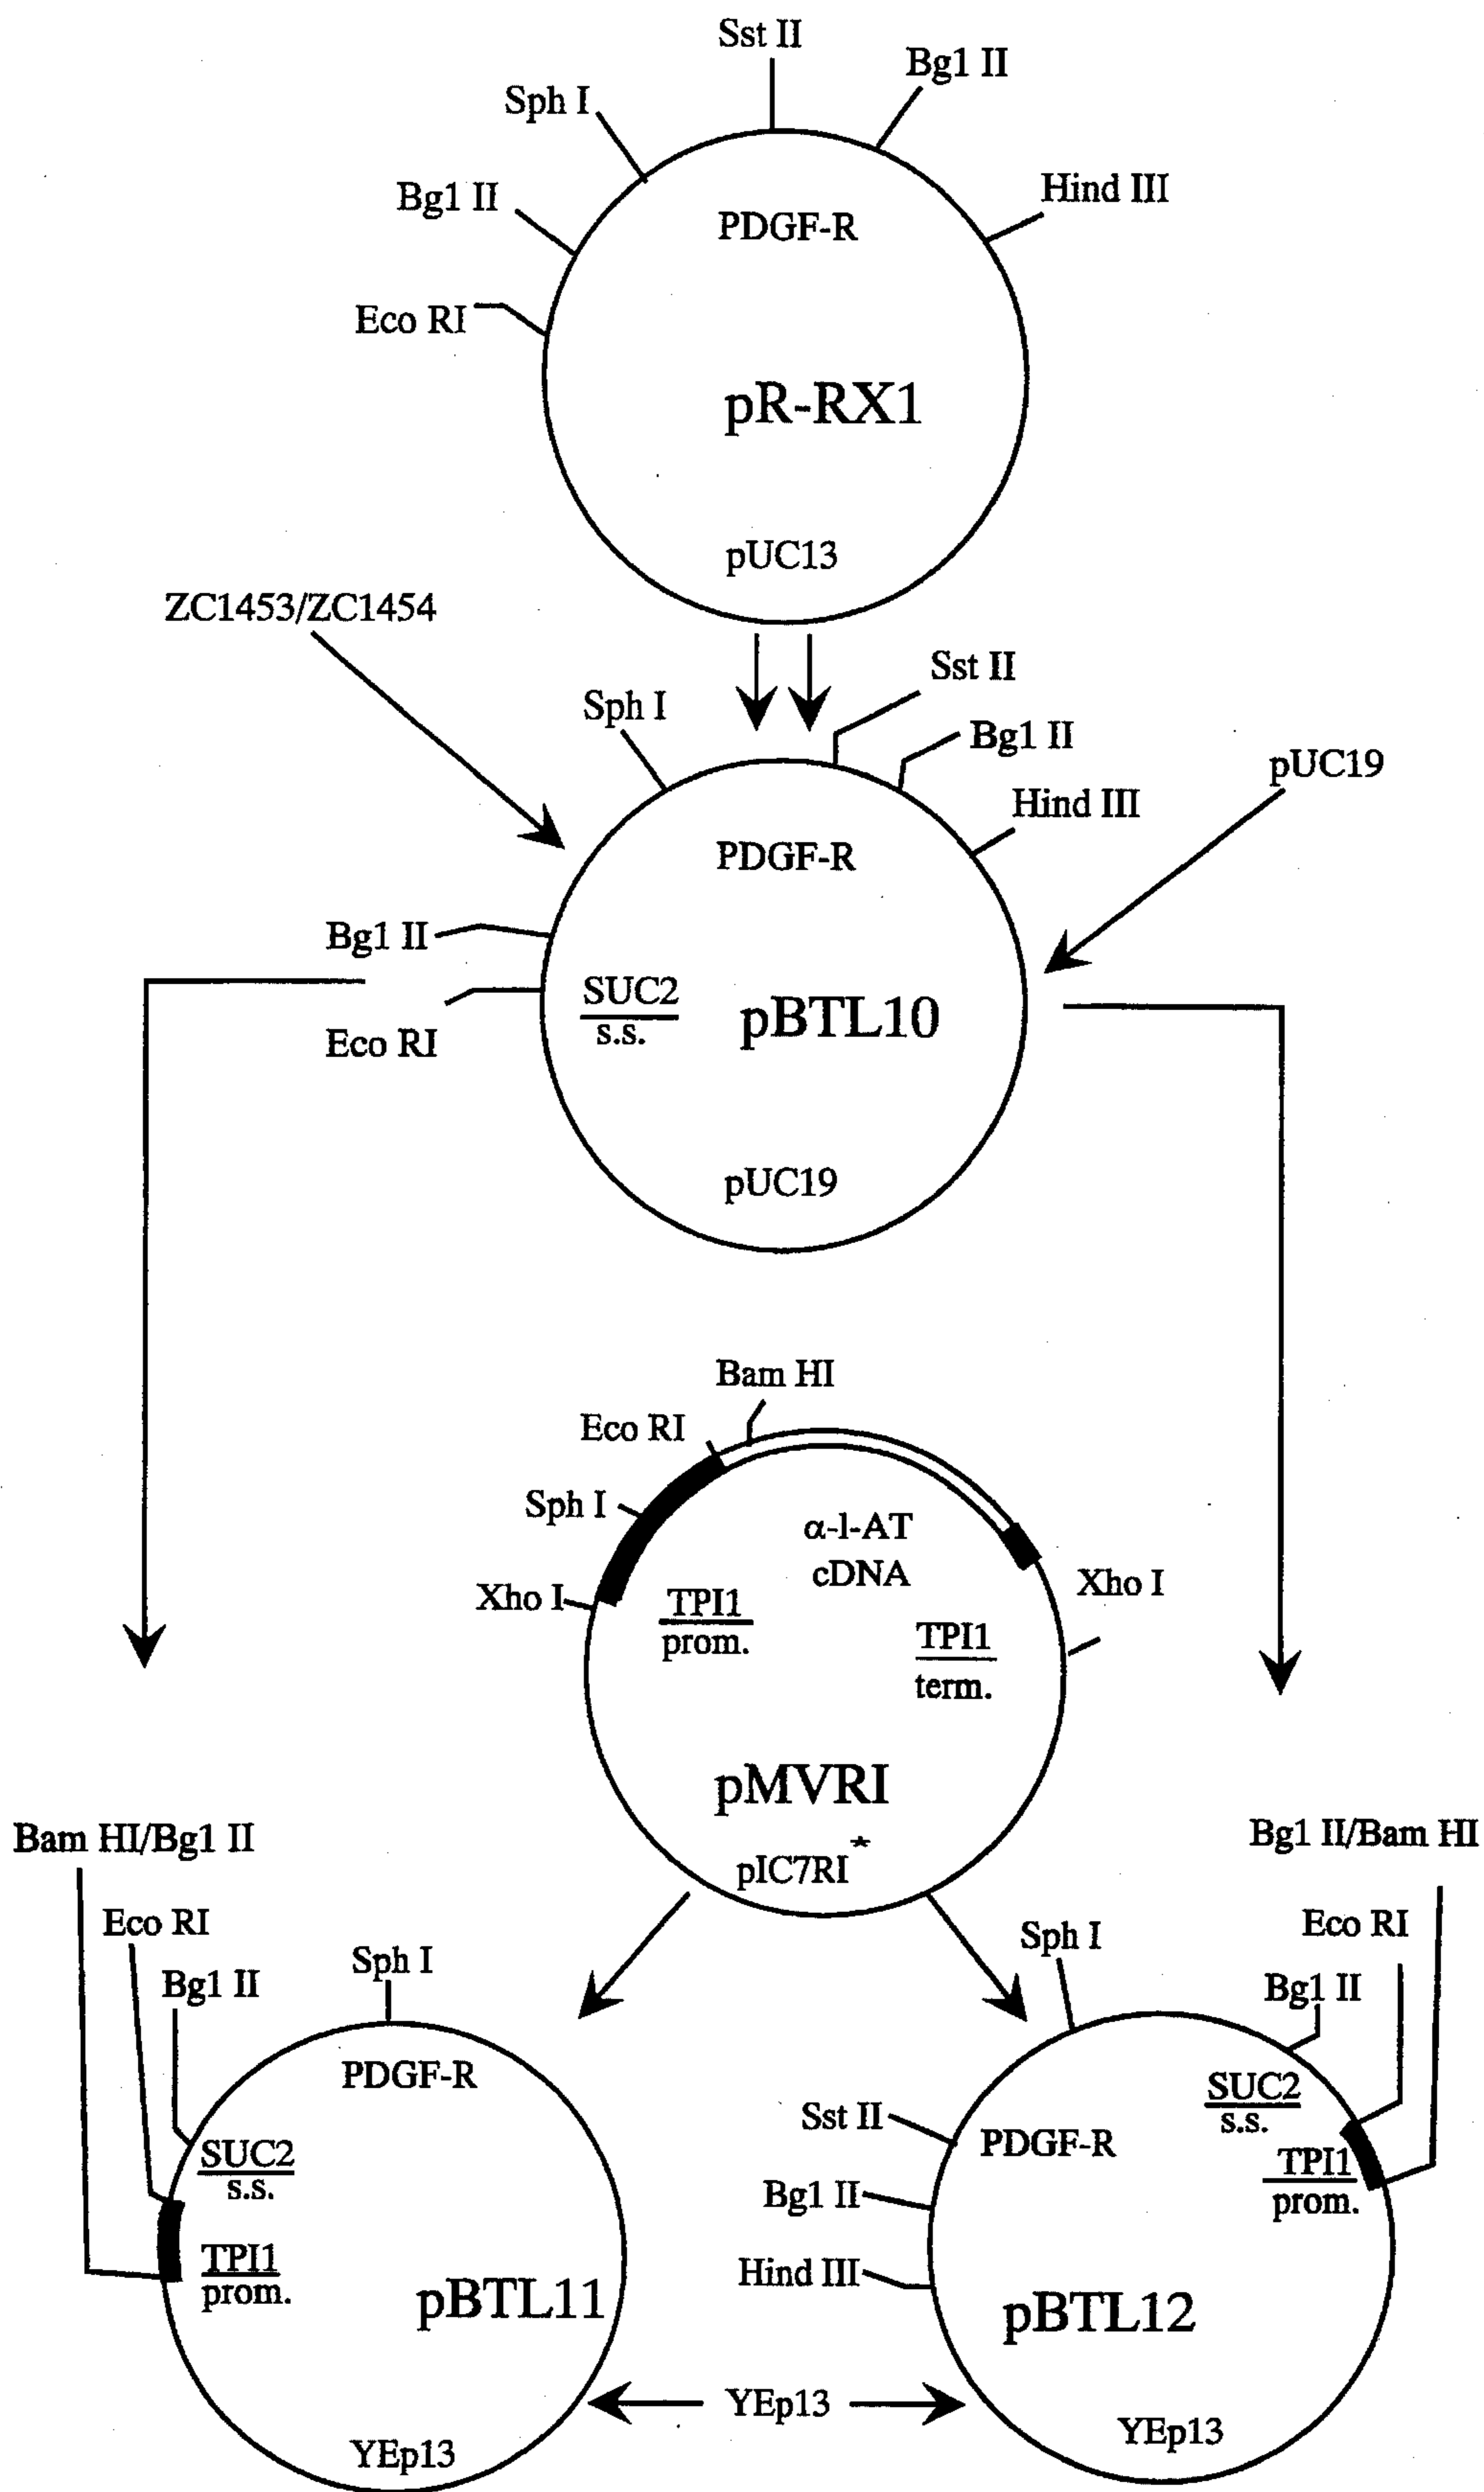 Sst II
Bg1 II
Sph I
Hind III
Bg1 II
PDGF-R
Eco RI
pR-RX1
pUC13
ZC1453/ZC1454
Sst II
Sph I
Bg1 II
pUC19
Hind III
PDGF-R
Bg1 II
SUC2
s.s.
pBTL10
Eco RI
pUC19
Bam HI
Eco RI
Sph I
α-1-AT
cDNA
Xho I
Xho I
TPI1
prom.
TPI1
term.
pMVRI
pIC7RI*
Bam HI/Bg1 II
Bg1 II/Bam HI
Eco RI
Bg1 II
Sph I
Sph I
Eco RI
Bg1 II
PDGF-R
SUC2
s.s.
TPI1
prom.
pBTL11
SUC2
s.s.
Sst II
PDGF-R
TPI1
prom.
Bg1 II
Hind III
pBTL12
YEp13
YEp13
YEp13